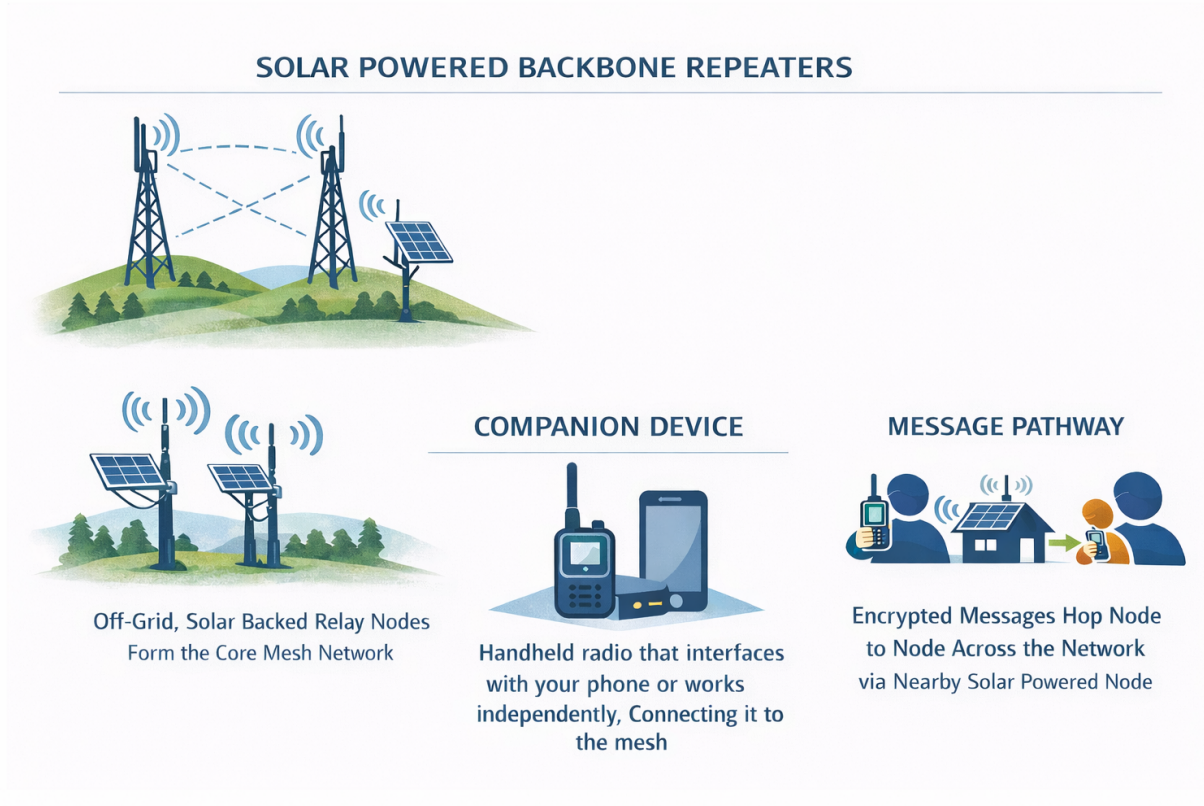 SOLAR POWERED BACKBONE REPEATERS
Off-Grid, Solar Backed Relay Nodes
Form the Core Mesh Network
COMPANION DEVICE
Handheld radio that interfaces
with your phone or works
independently, Connecting it to
the mesh
MESSAGE PATHWAY
Encrypted Messages Hop Node
to Node Across the Network
via Nearby Solar Powered Node